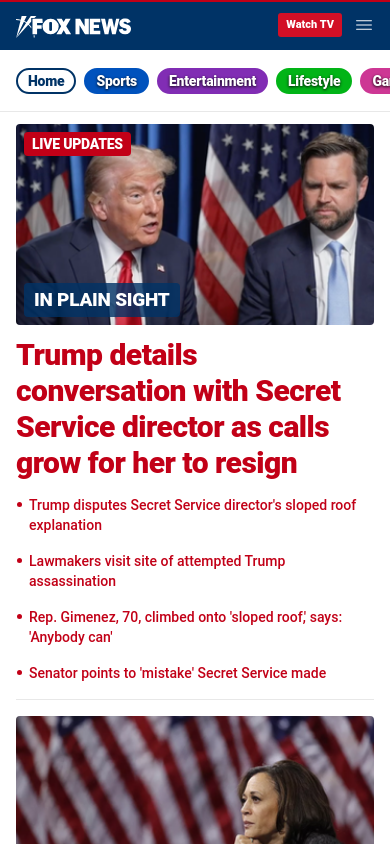 FOX NEWS
Watch TV
Home
Sports
Entertainment
Lifestyle
LIVE UPDATES
IN PLAIN SIGHT
Trump details
conversation with Secret
Service director as calls
grow for her to resign
• Trump disputes Secret Service director's sloped roof
explanation
• Lawmakers visit site of attempted Trump
assassination
• Rep. Gimenez, 70, climbed onto 'sloped roof,' says:
'Anybody can'
• Senator points to 'mistake' Secret Service made